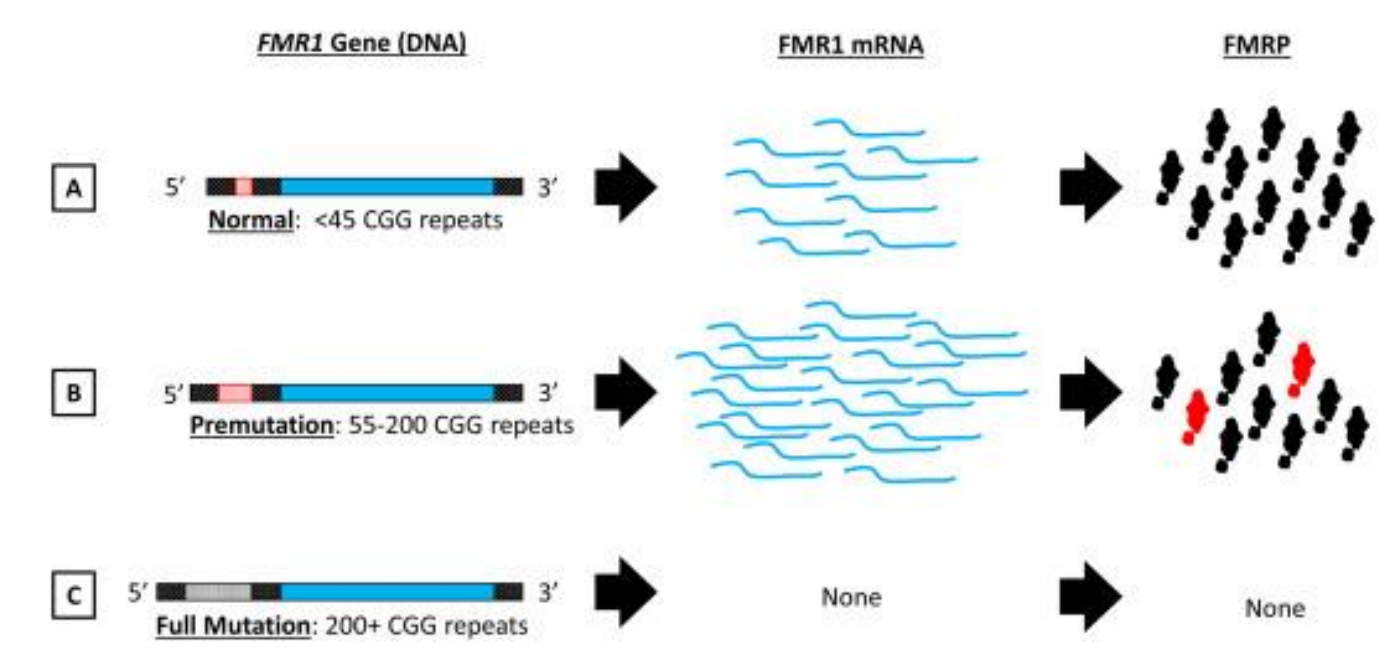 FMR1 Gene (DNA) FMR1 mRNA FMRP
A 5' 3'
Normal: <45 CGG repeats
B 5' 3'
Premutation: 55-200 CGG repeats
C 5' 3' None None
Full Mutation: 200+ CGG repeats